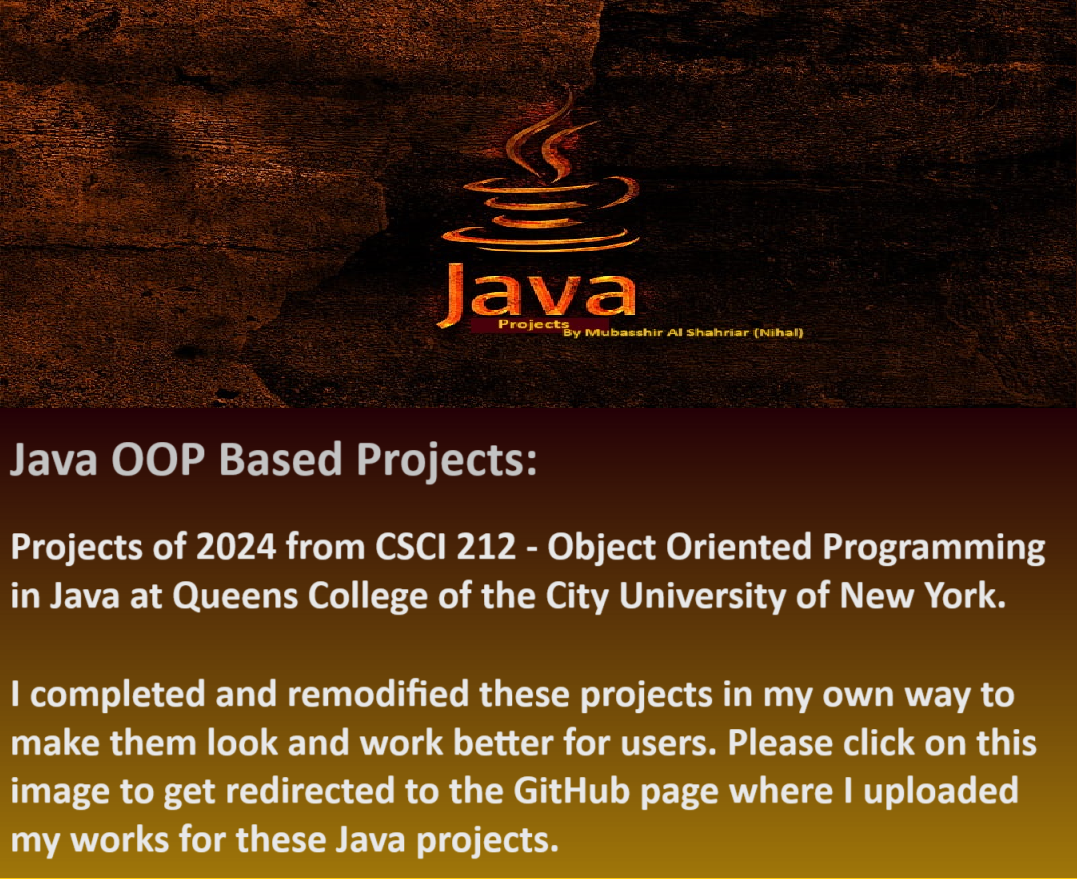 Java
Projects
By Mubasshir Al Shahriar (Nihal)
Java OOP Based Projects:
Projects of 2024 from CSCI 212 - Object Oriented Programming
in Java at Queens College of the City University of New York.
I completed and remodified these projects in my own way to
make them look and work better for users. Please click on this
image to get redirected to the GitHub page where I uploaded
my works for these Java projects.